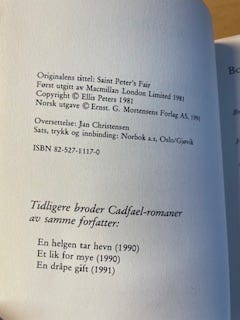 Originalens tittel: Saint Peter's Fair
Først utgitt av Macmillan London Limited 1981
Copyright © Ellis Peters 1981
Norsk utgave © Ernst. G. Mortensens Forlag AS, 1991
Oversettelse: Jan Christensen
Sats, trykk og innbinding: Norbok a.s, Oslo/Gjøvik
ISBN 82-527-1117-0
Tidligere broder Cadfael-romaner
av samme forfatter:
En helgen tar hevn (1990)
Et lik for mye (1990)
En dråpe gift (1991)